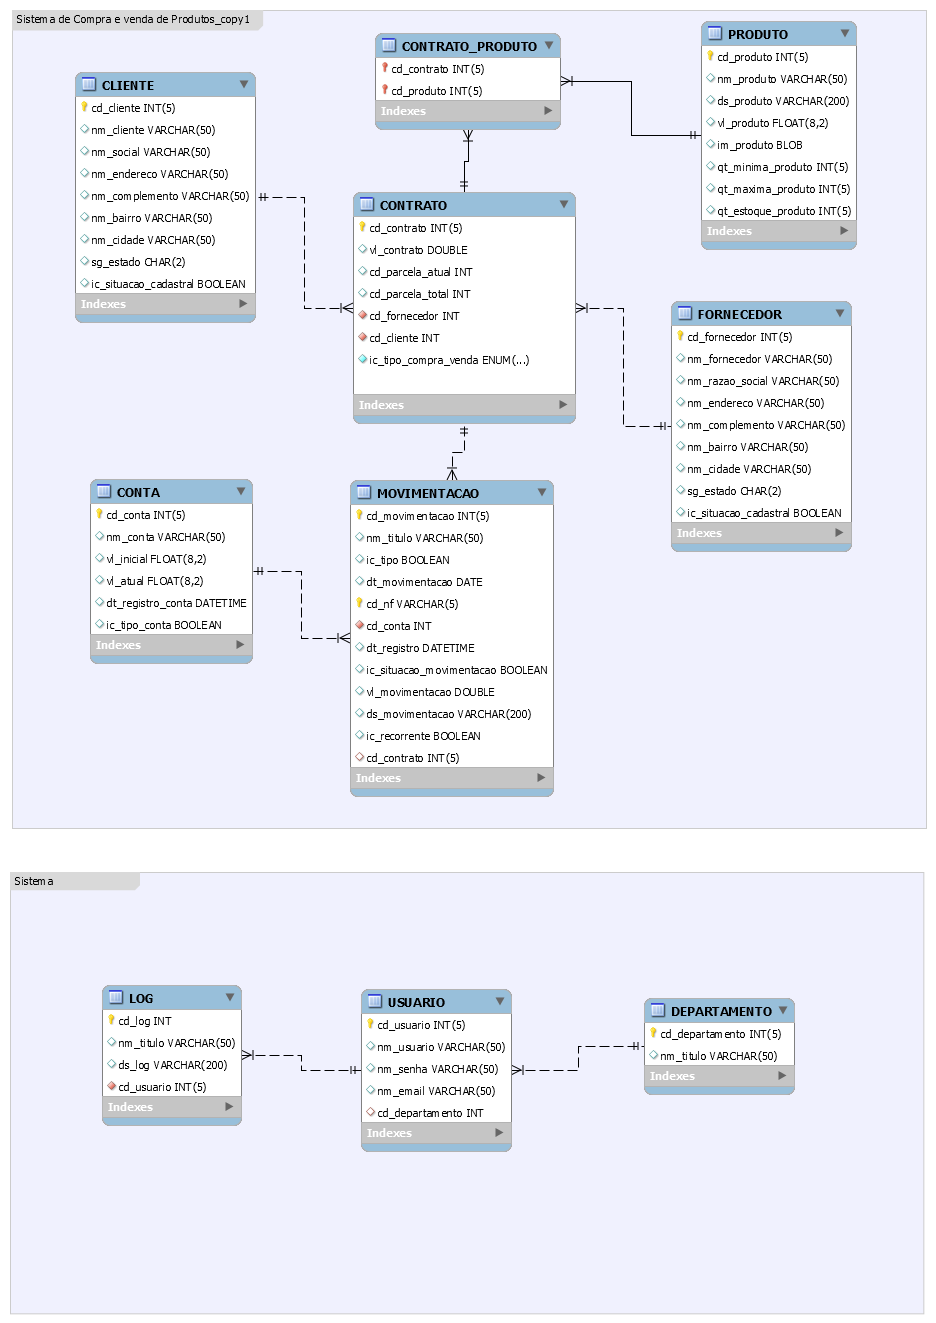 Sistema de Compra e venda de Produtos_copy1
CONTRATO_PRODUTO
cd_contrato INT(5)
cd_produto INT(5)
Indexes
PRODUTO
cd_produto INT(5)
nm_produto VARCHAR(50)
ds_produto VARCHAR(200)
vl_produto FLOAT(8,2)
im_produto BLOB
qt_minima_produto INT(5)
qt_maxima_produto INT(5)
qt_estoque_produto INT(5)
Indexes
CLIENTE
cd_cliente INT(5)
nm_cliente VARCHAR(50)
nm_social VARCHAR(50)
nm_endereco VARCHAR(50)
nm_complemento VARCHAR(50)
nm_bairro VARCHAR(50)
nm_cidade VARCHAR(50)
sg_estado CHAR(2)
ic_situacao_cadastral BOOLEAN
Indexes
CONTRATO
cd_contrato INT(5)
vl_contrato DOUBLE
cd_parcela_atual INT
cd_parcela_total INT
cd_fornecedor INT
cd_cliente INT
ic_tipo_compra_venda ENUM(...)
Indexes
FORNECEDOR
cd_fornecedor INT(5)
nm_fornecedor VARCHAR(50)
nm_razao_social VARCHAR(50)
nm_endereco VARCHAR(50)
nm_complemento VARCHAR(50)
nm_bairro VARCHAR(50)
nm_cidade VARCHAR(50)
sg_estado CHAR(2)
ic_situacao_cadastral BOOLEAN
Indexes
CONTA
cd_conta INT(5)
nm_conta VARCHAR(50)
vl_inicial FLOAT(8,2)
vl_atual FLOAT(8,2)
dt_registro_conta DATETIME
ic_tipo_conta BOOLEAN
Indexes
MOVIMENTACAO
cd_movimentacao INT(5)
nm_titulo VARCHAR(50)
ic_tipo BOOLEAN
dt_movimentacao DATE
cd_nf VARCHAR(5)
cd_conta INT
dt_registro DATETIME
ic_situacao_movimentacao BOOLEAN
vl_movimentacao DOUBLE
ds_movimentacao VARCHAR(200)
ic_recorrente BOOLEAN
cd_contrato INT(5)
Indexes
Sistema
LOG
cd_log INT
nm_titulo VARCHAR(50)
ds_log VARCHAR(200)
cd_usuario INT(5)
Indexes
USUARIO
cd_usuario INT(5)
nm_usuario VARCHAR(50)
nm_senha VARCHAR(50)
nm_email VARCHAR(50)
cd_departamento INT
Indexes
DEPARTAMENTO
cd_departamento INT(5)
nm_titulo VARCHAR(50)
Indexes